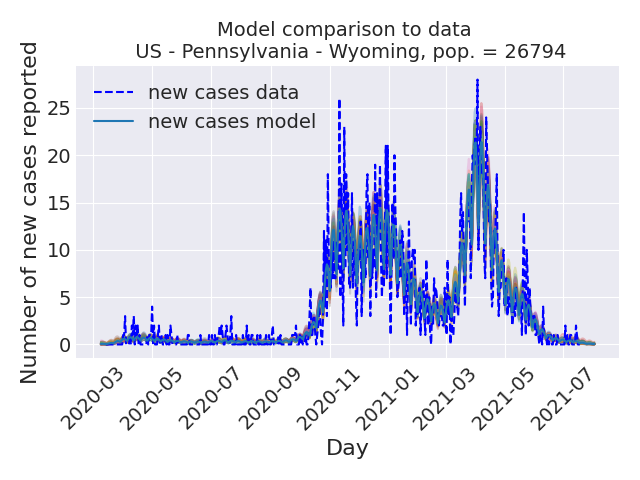 Model comparison to data
US - Pennsylvania - Wyoming, pop. = 26794
Number of new cases reported
new cases data
new cases model
25
20
15
10
5
0
2020-03
2020-05
2020-07
2020-09
2020-11
2021-01
2021-03
2021-05
2021-07
Day